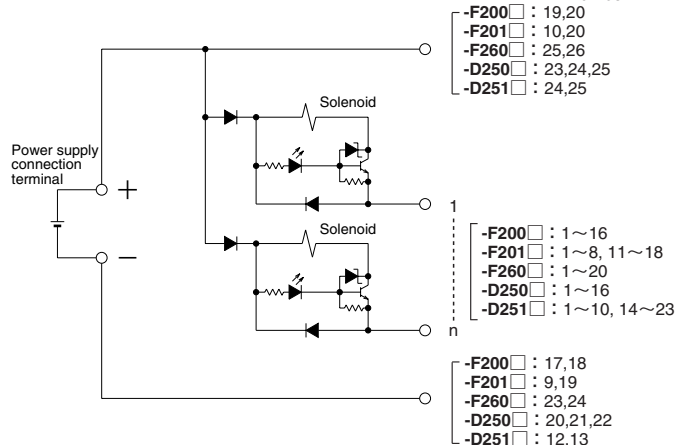 -F200□ : 19,20
-F201□ : 10,20
-F260□ : 25,26
-D250□ : 23,24,25
-D251□ : 24,25
Solenoid
Power supply
connection
terminal
+
−
1
Solenoid
-F200□ : 1～16
-F201□ : 1～8, 11～18
-F260□ : 1～20
-D250□ : 1～16
-D251□ : 1～10, 14～23
n
-F200□ : 17,18
-F201□ : 9,19
-F260□ : 23,24
-D250□ : 20,21,22
-D251□ : 12,13